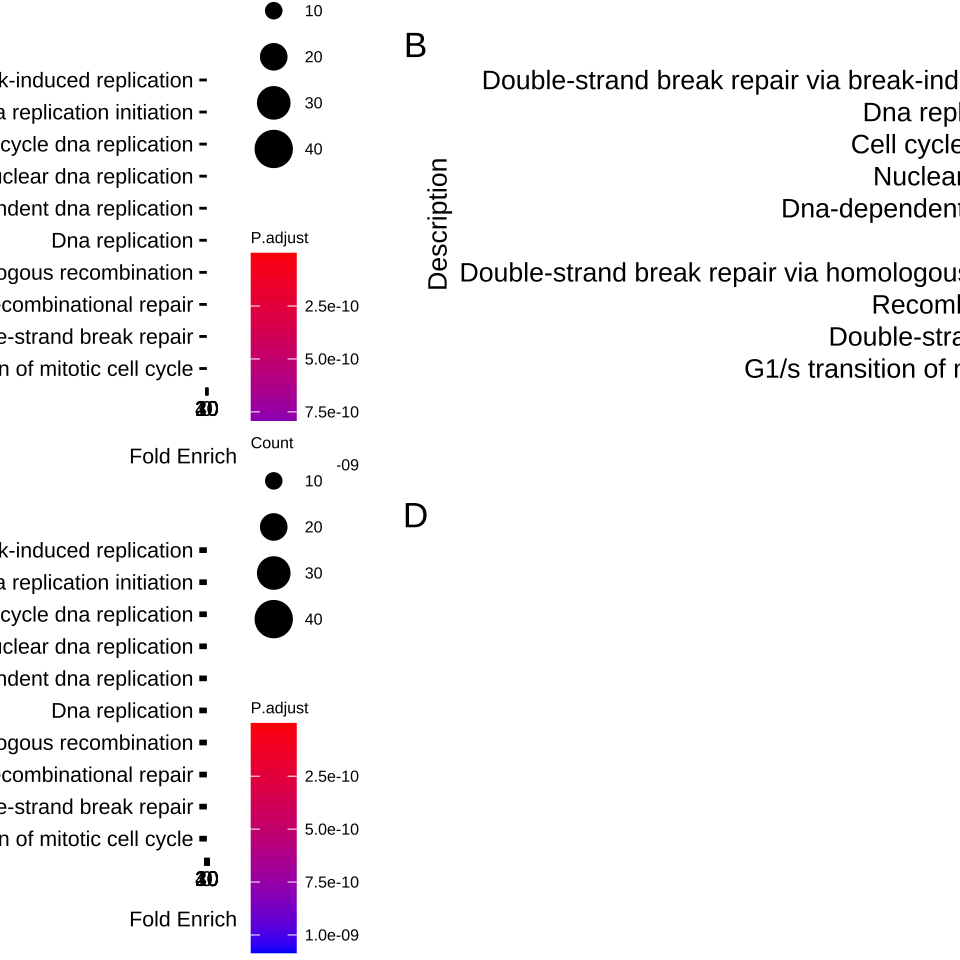 10
20
30
40
k-induced replication
a replication initiation
cycle dna replication
clear dna replication
ndent dna replication
Dna replication
ogous recombination
combinational repair
e-strand break repair
n of mitotic cell cycle
Fold Enrich
P.adjust
2.5e-10
5.0e-10
7.5e-10
B
Description
Double-strand break repair via break-ind
Dna repl
Cell cycle
Nuclear
Dna-dependent
Double-strand break repair via homologous
Recomb
Double-stra
G1/s transition of
Count
-09
10
20
30
40
k-induced replication
a replication initiation
cycle dna replication
clear dna replication
ndent dna replication
Dna replication
ogous recombination
combinational repair
e-strand break repair
n of mitotic cell cycle
Fold Enrich
P.adjust
2.5e-10
5.0e-10
7.5e-10
1.0e-09
D